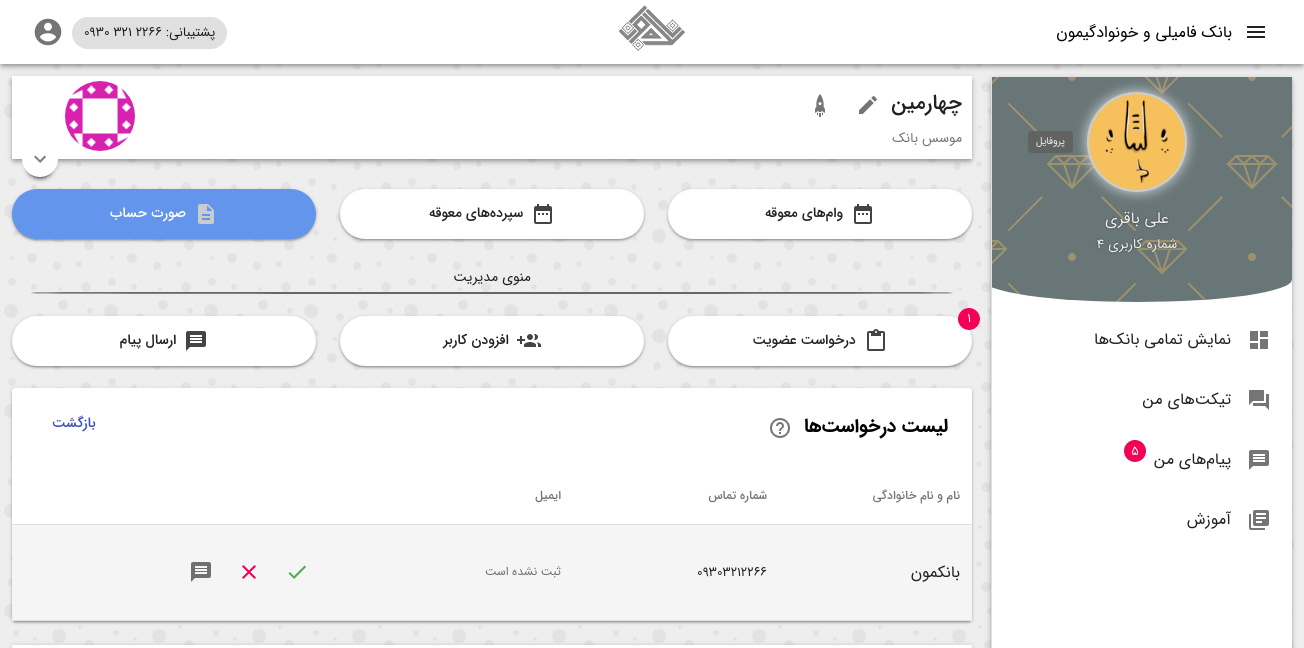 بانک فامیلی و خونوادگیمون
پشتیبانی: ۲۲۶۶ ۳۲۱ ۰۹۳۰
پروفایل
علی باقری
شماره کاربری ۴
نمایش تمامی بانک‌ها
تیکت‌های من
پیام‌های من
۵
آموزش
چهارمین
موسس بانک
وام‌های معوقه
سپرده‌های معوقه
صورت حساب
منوی مدیریت
۱
درخواست عضویت
افزودن کاربر
ارسال پیام
لیست درخواست‌ها
بازگشت
نام و نام خانوادگی شماره تماس ایمیل
بانکمون ۰۹۳۰۳۲۱۲۲۶۶ ثبت نشده است